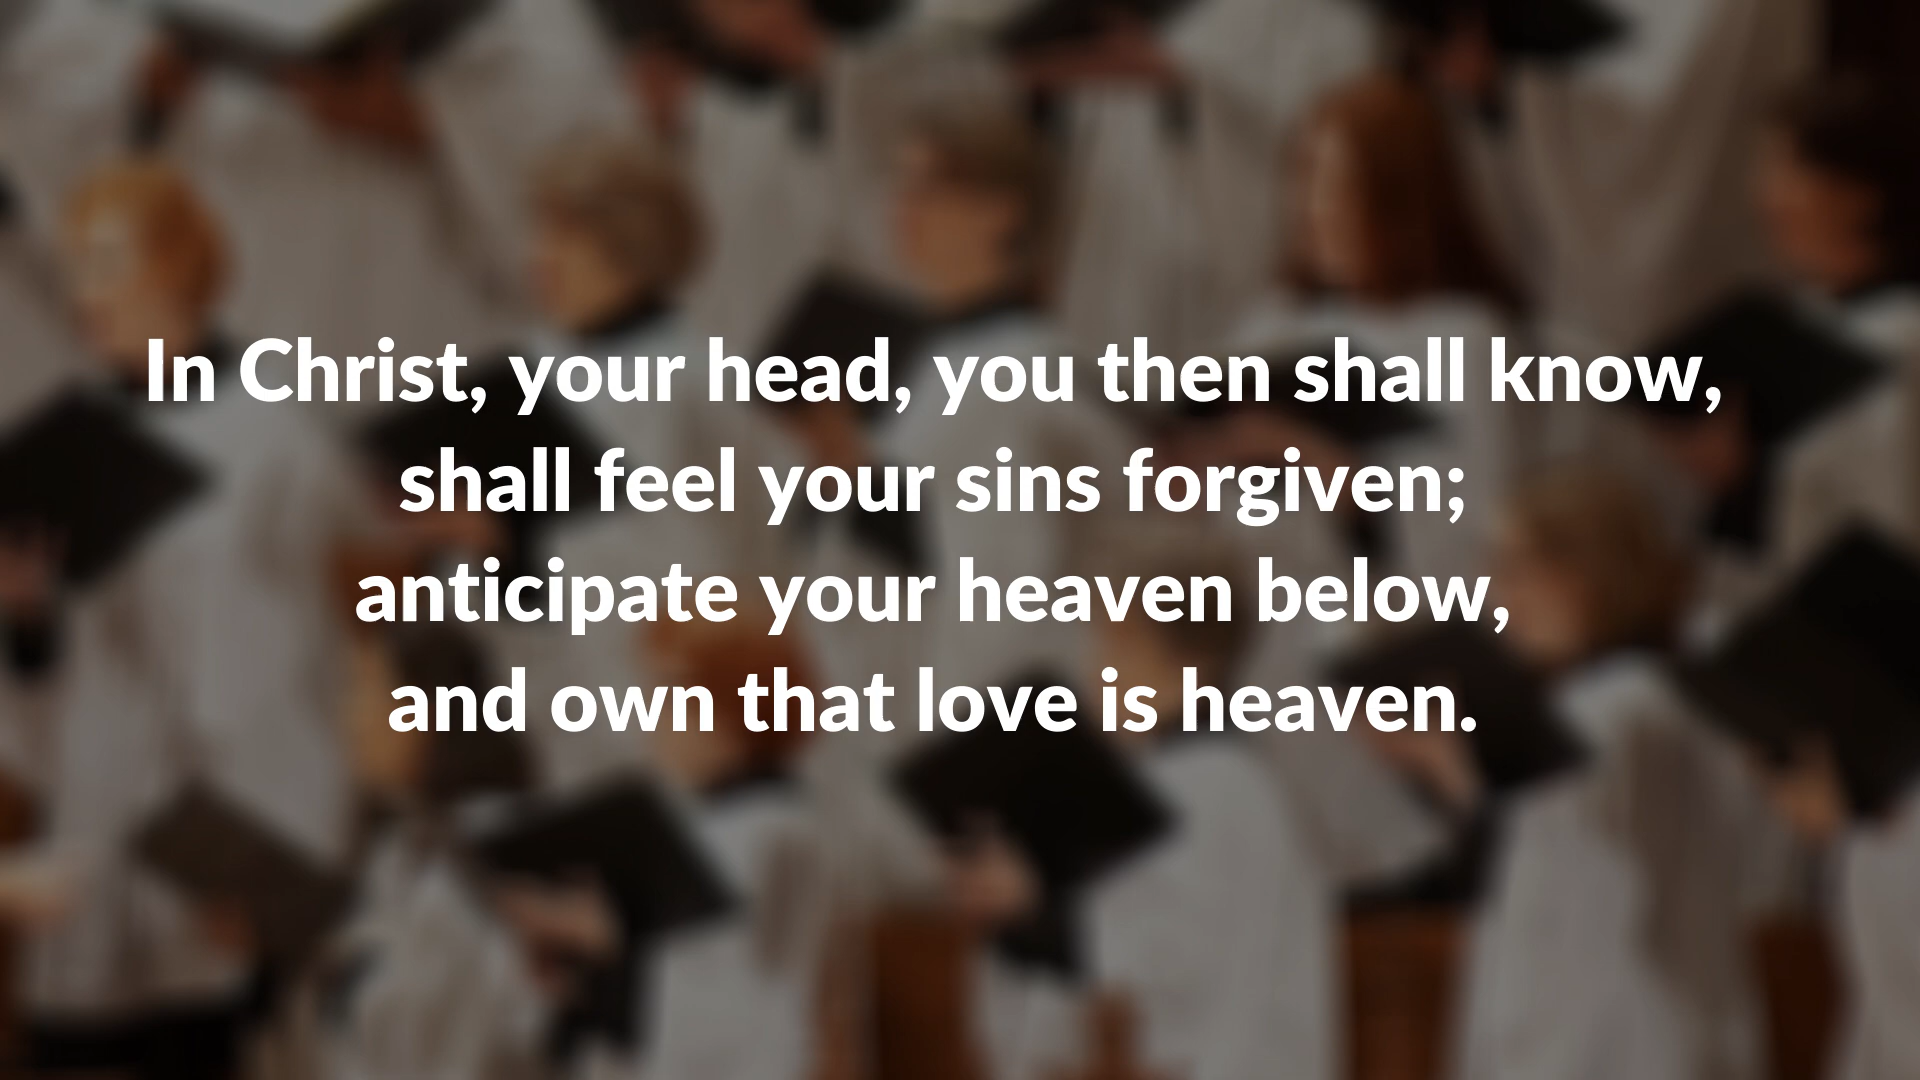 In Christ, your head, you then shall know,
shall feel your sins forgiven;
anticipate your heaven below,
and own that love is heaven.